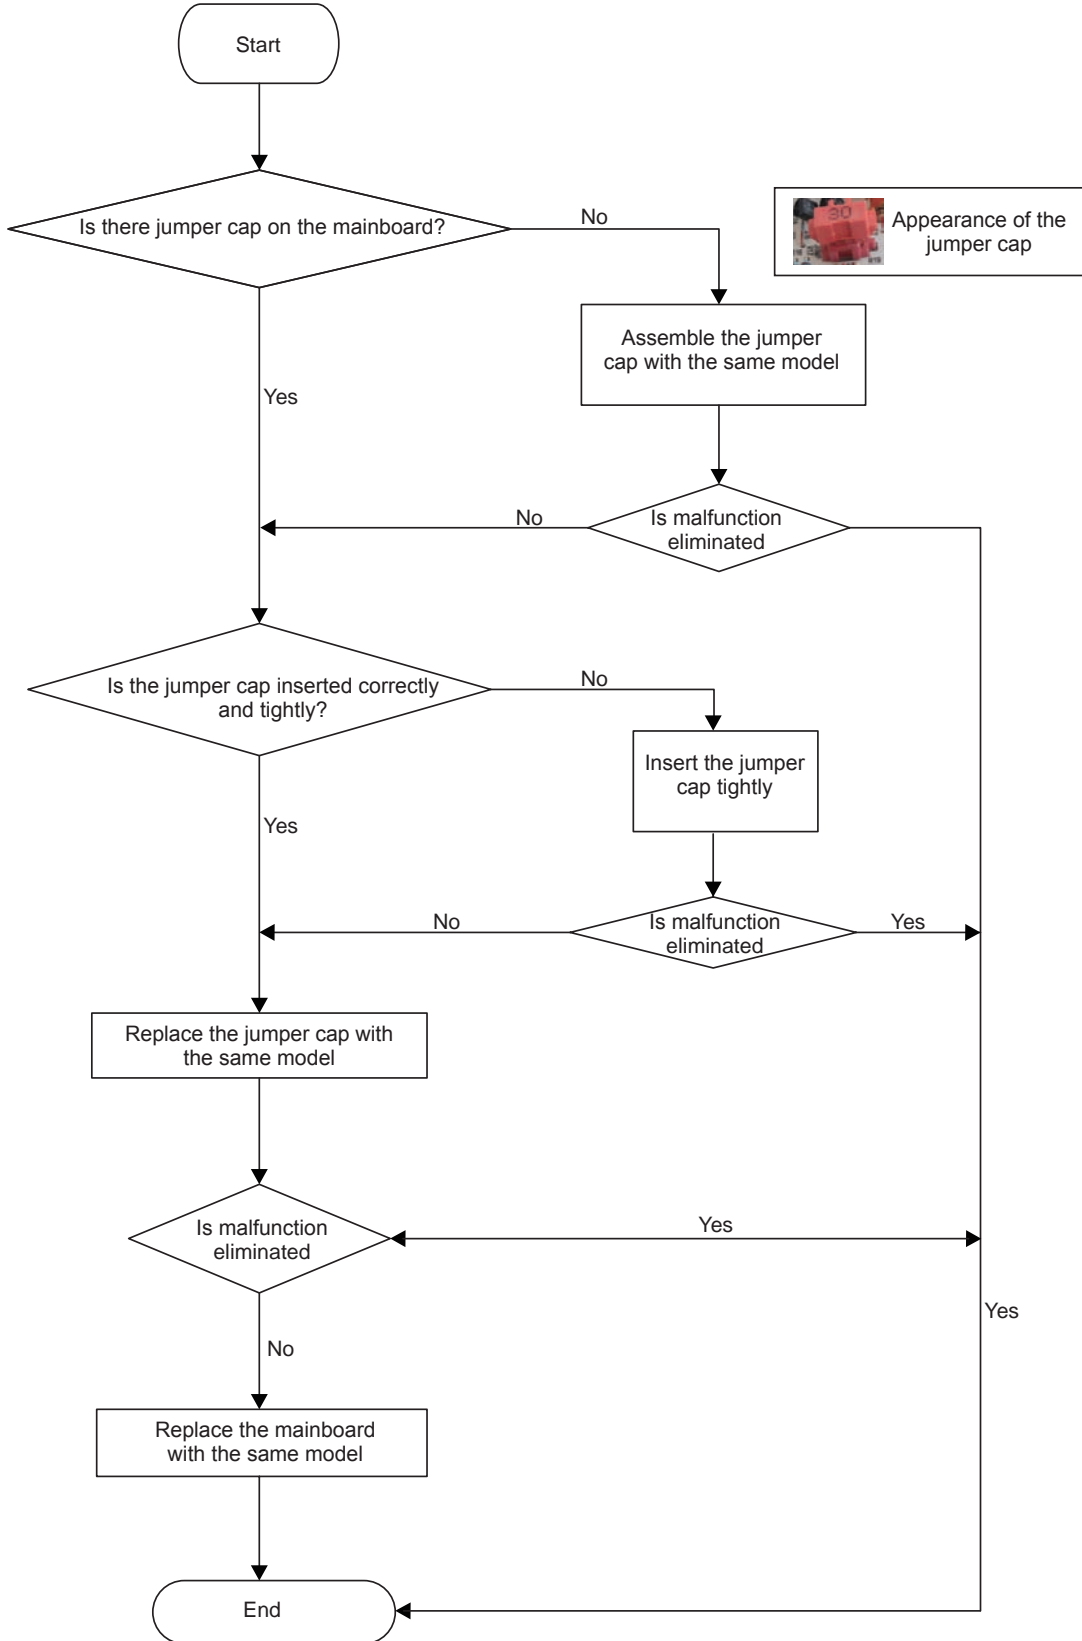 Start
Is there jumper cap on the mainboard?
No
30
Appearance of the
jumper cap
Assemble the jumper
cap with the same model
Yes
No
Is malfunction
eliminated
Is the jumper cap inserted correctly
and tightly?
No
Insert the jumper
cap tightly
Yes
No
Is malfunction
eliminated
Yes
Replace the jumper cap with
the same model
Is malfunction
eliminated
Yes
Yes
No
Replace the mainboard
with the same model
End